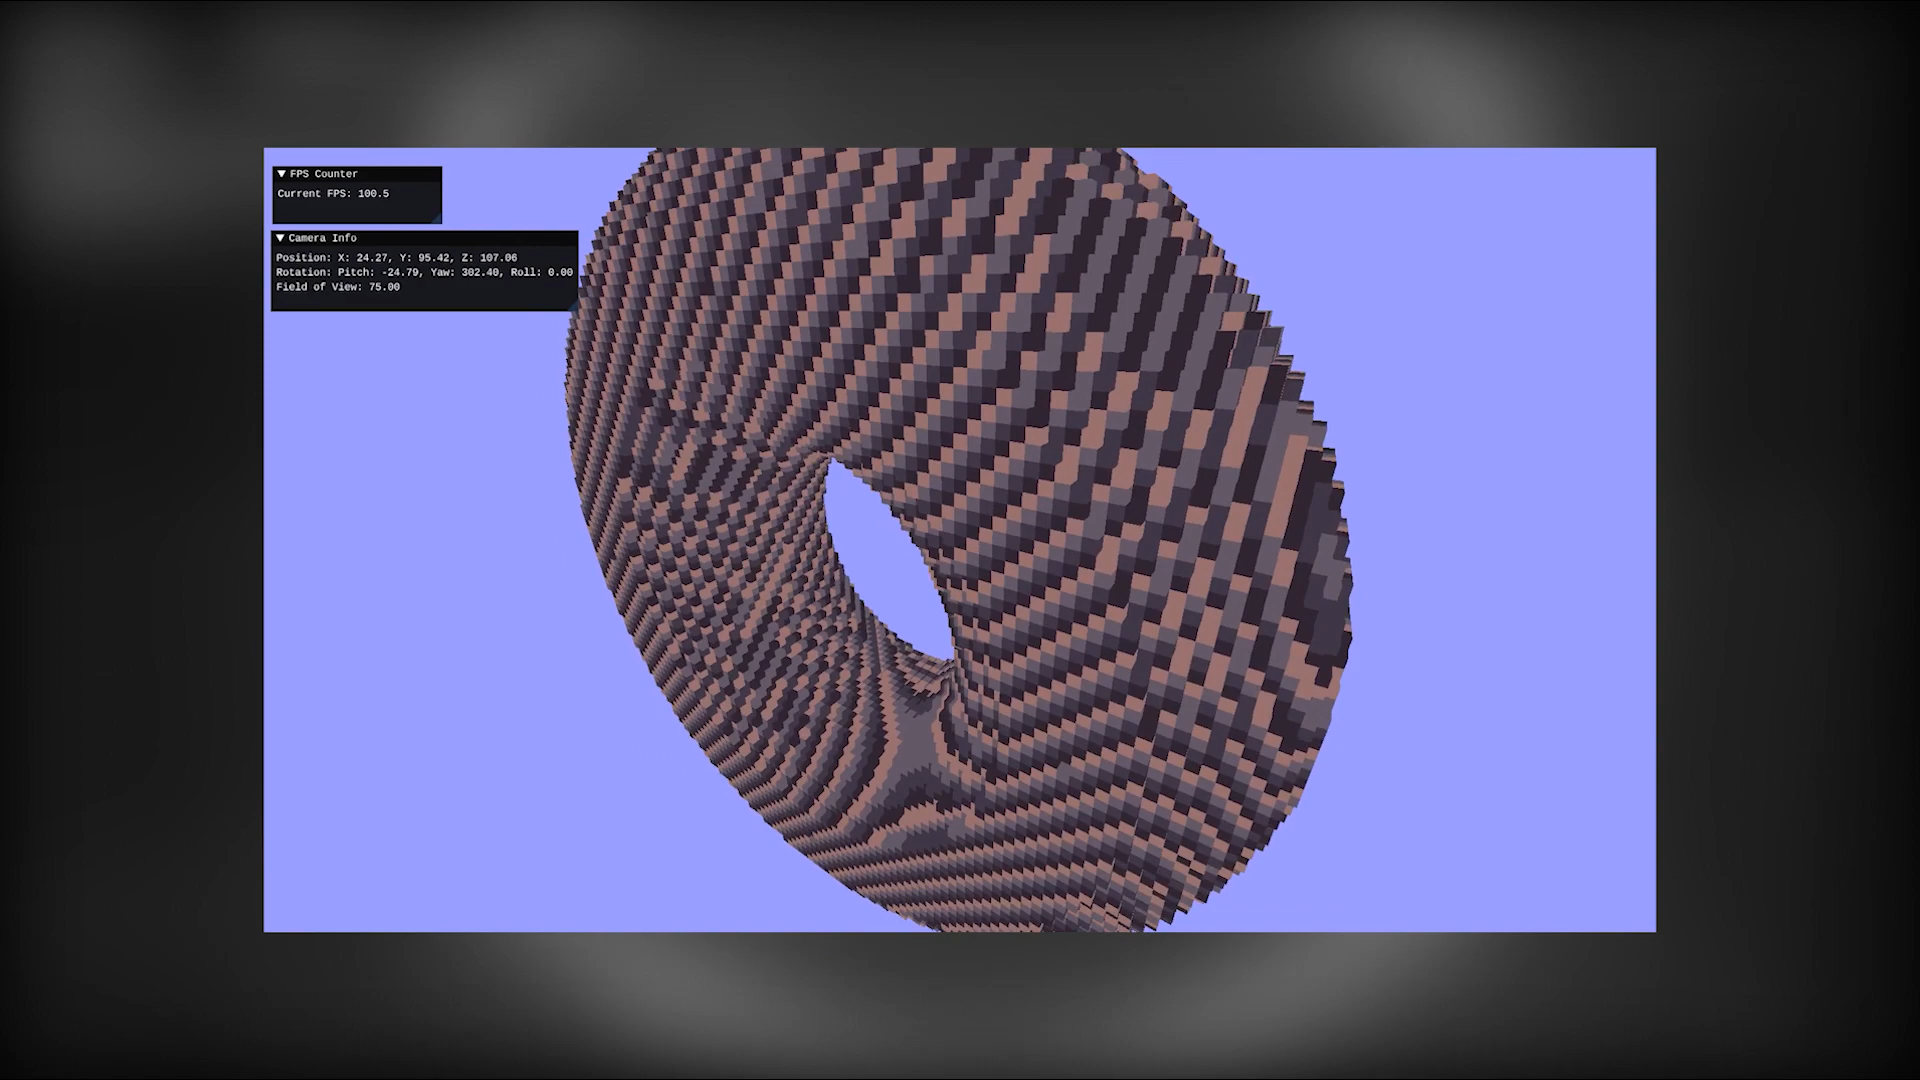 FPS Counter
Current FPS: 100.5
Camera Info
Position: X: 24.27, Y: 95.42, Z: 107.06
Rotation: Pitch: -24.79, Yaw: 302.40, Roll: 0.00
Field of View: 75.00